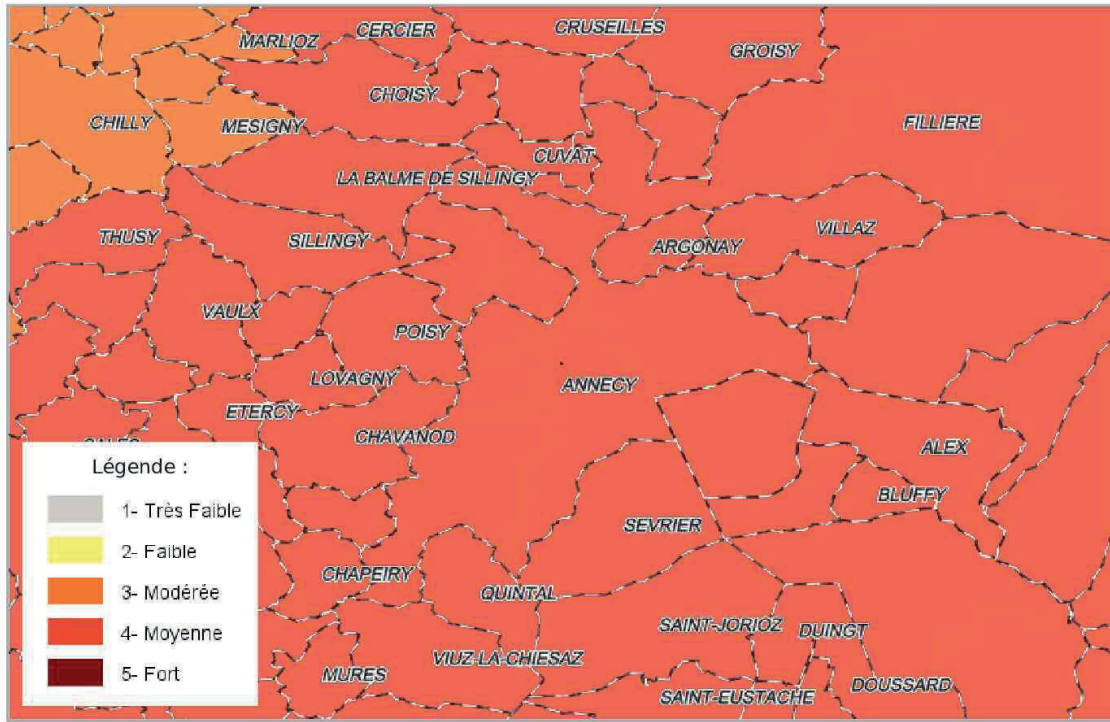 MARLIOZ
CERCIER
CRUSEILLES
GROISY
CHOISY
CHILLY
MESIGNY
FILLIERE
CUVAT
LA BALME DE SILLINGY
THUSY
SILLINGY
ARGONAY
VILLAZ
VAULX
POISY
LOVAGNY
ANNECY
ETERCY
CHAVANOD
ALEX
BLUFFY
SEVRIER
CHAPEIRY
QUINTAL
SAINT-JORIOZ
DUINGT
VIUZ-LA-CHIESAZ
MURES
SAINT-EUSTACHE
DOUSSARD
Légende :
1- Très Faible
2- Faible
3- Modérée
4- Moyenne
5- Fort